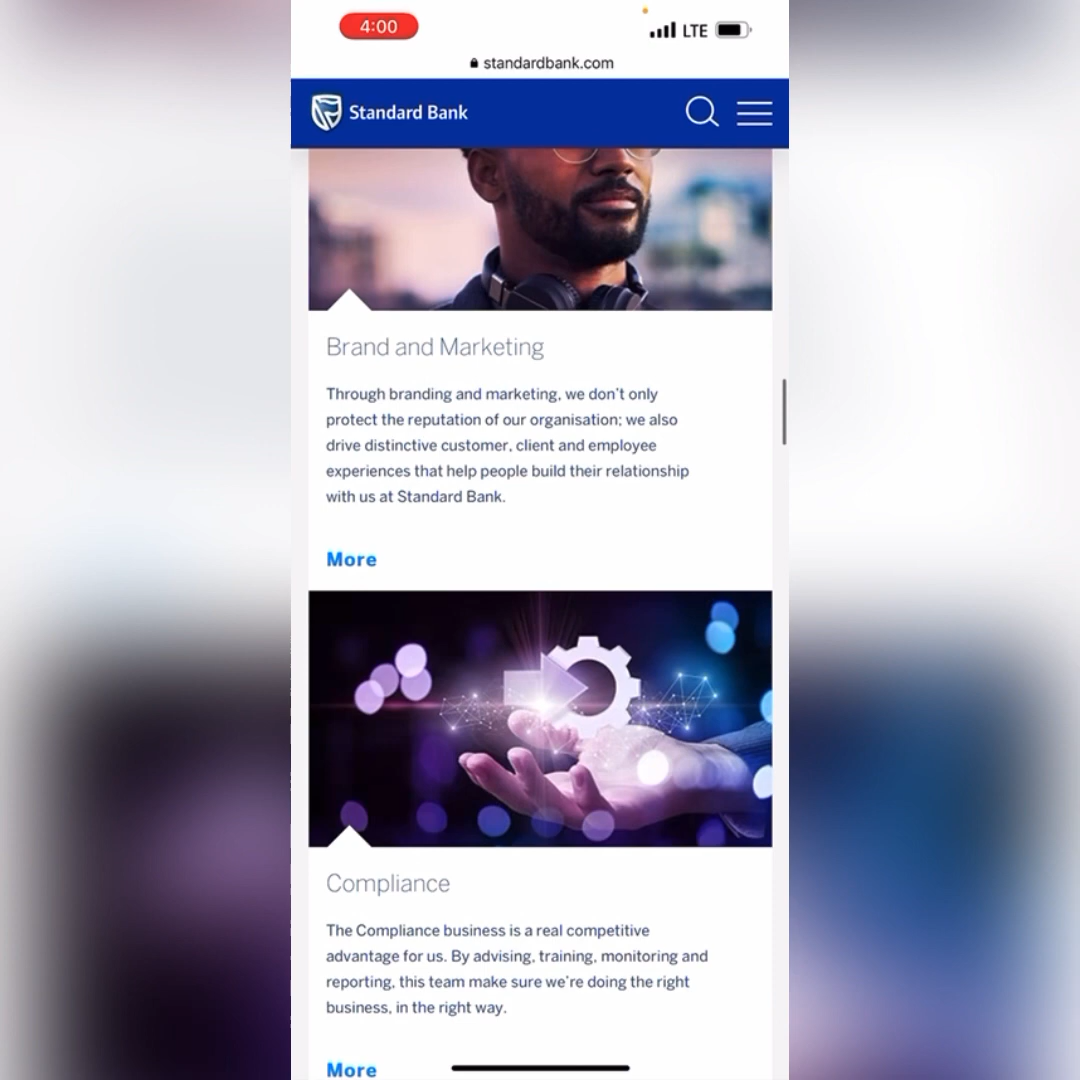 4:00
LTE
standardbank.com
Standard Bank
Brand and Marketing
Through branding and marketing, we don't only
protect the reputation of our organisation; we also
drive distinctive customer, client and employee
experiences that help people build their relationship
with us at Standard Bank.
More
Compliance
The Compliance business is a real competitive
advantage for us. By advising, training, monitoring and
reporting, this team make sure we're doing the right
business, in the right way.
More